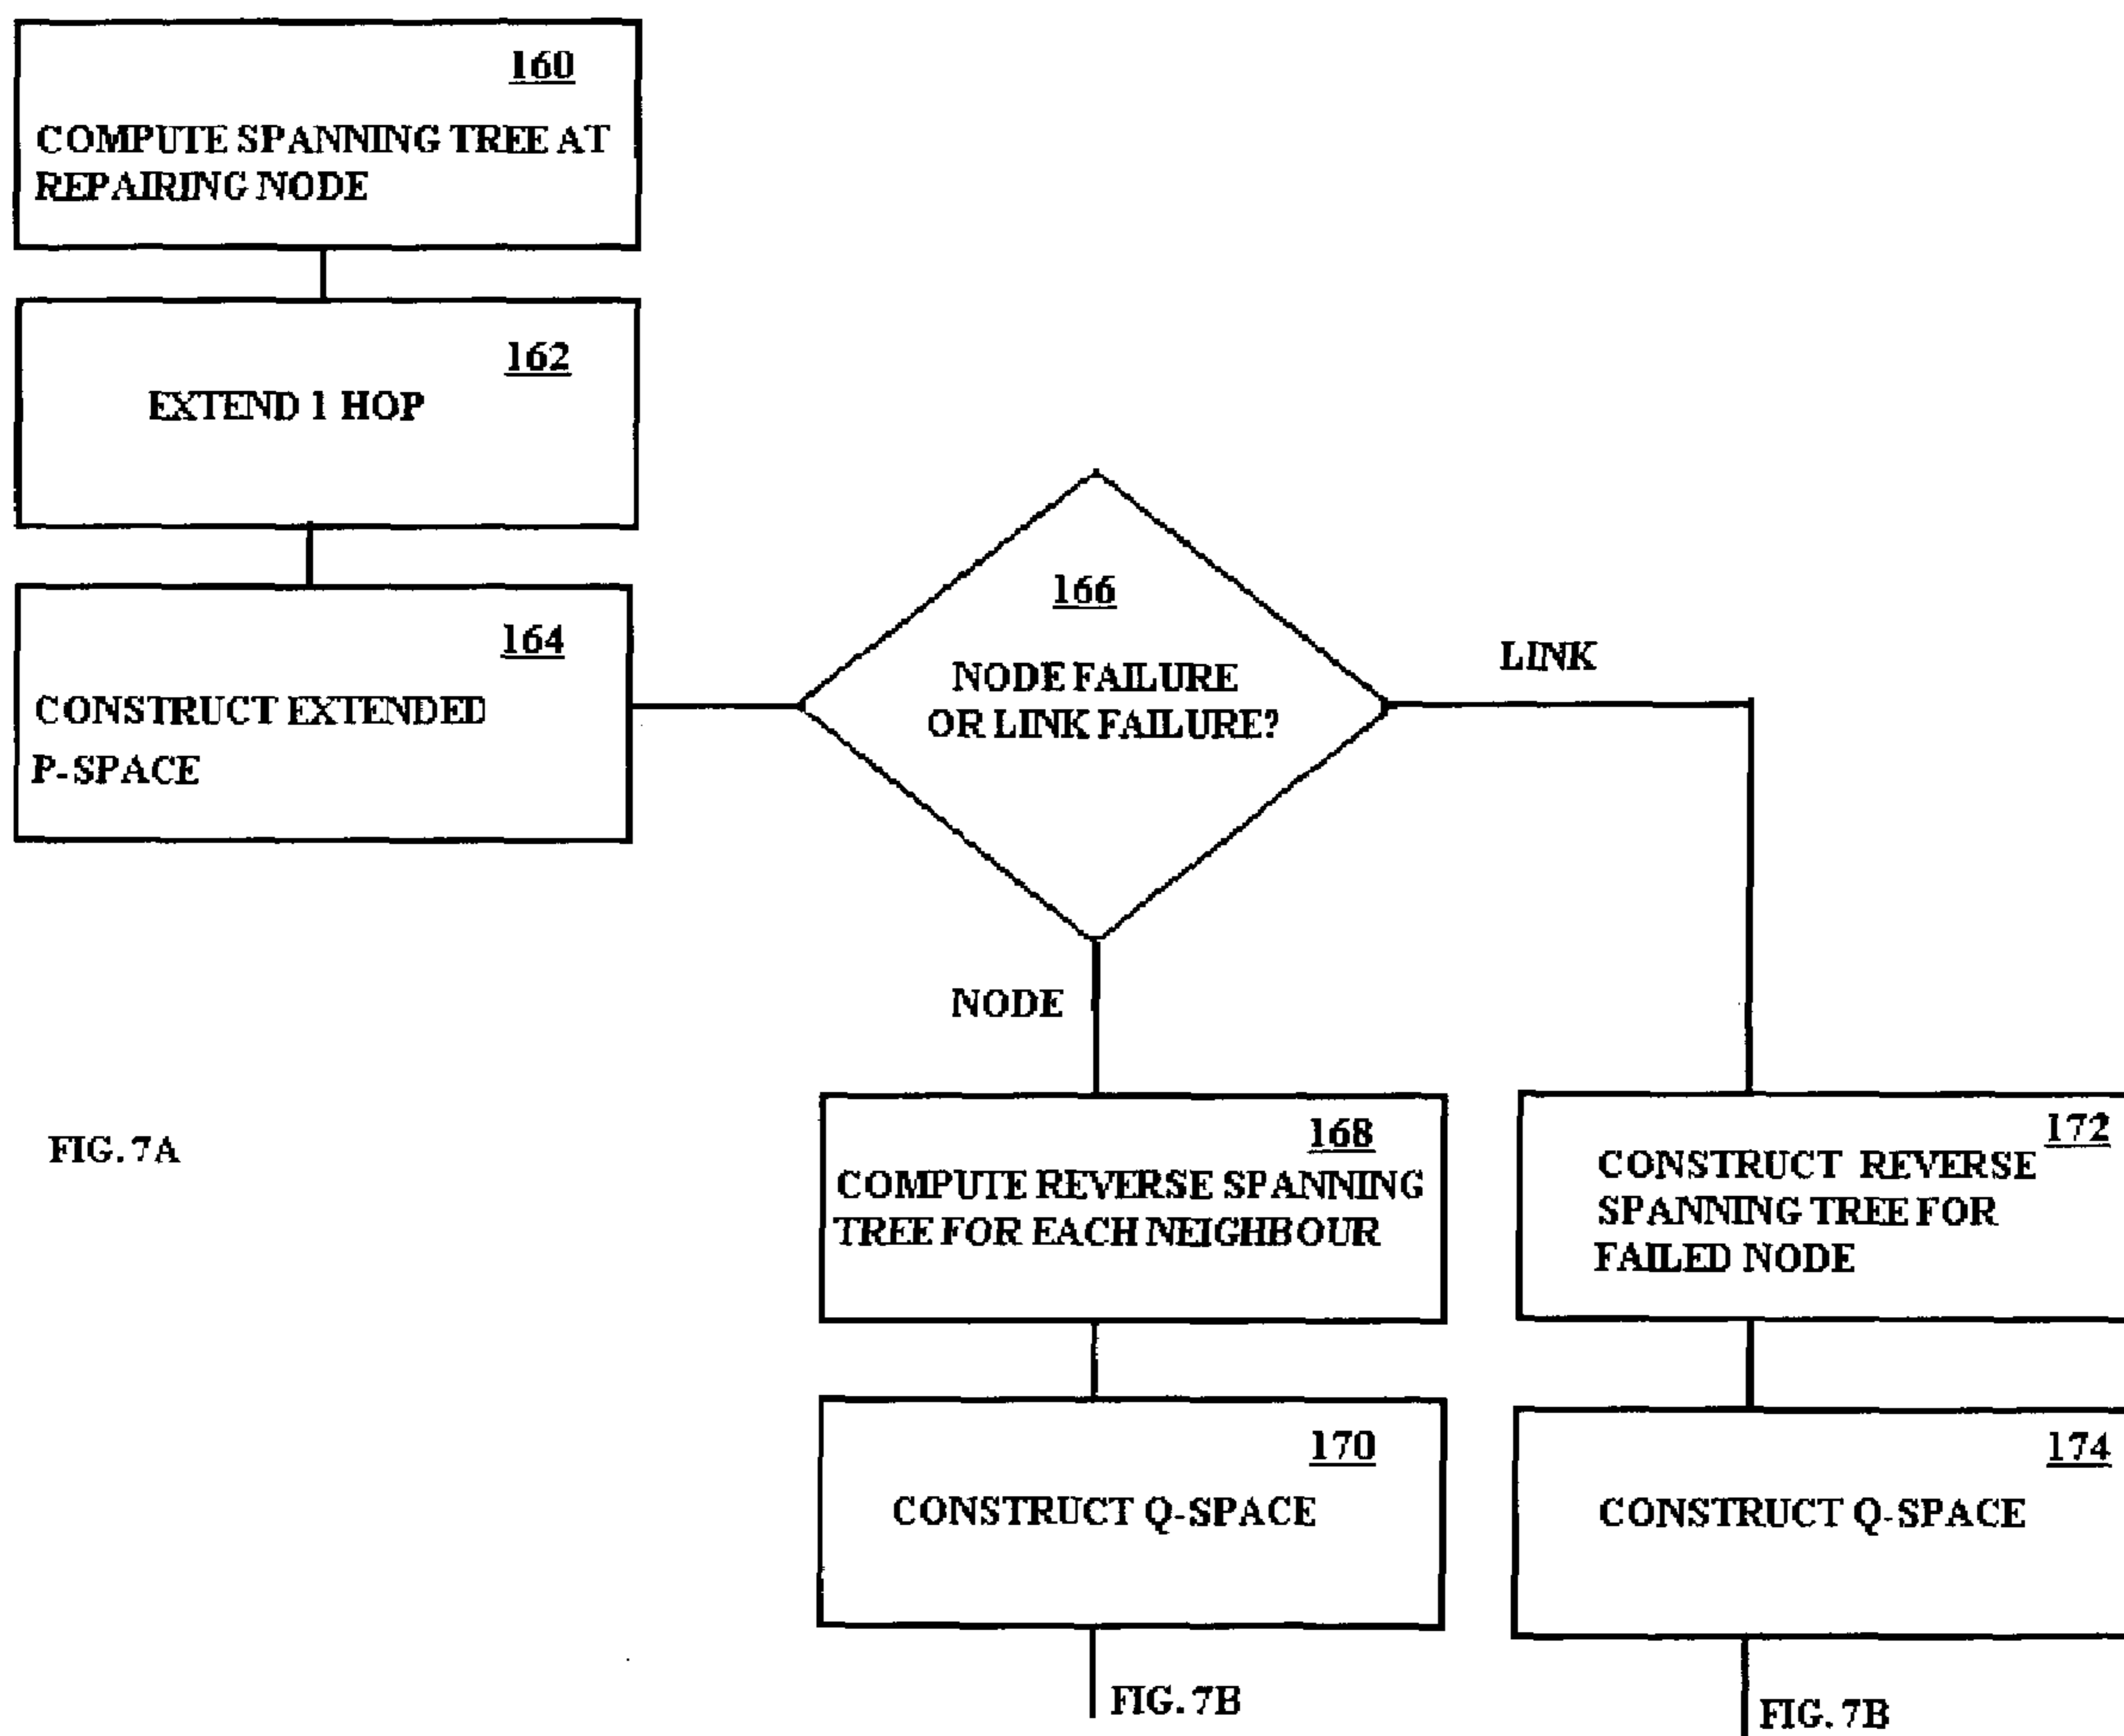 160
COMPUTE SPANNING TREE AT
REPAIRING NODE
162
EXTEND 1 HOP
164
CONSTRUCT EXTENDED
P-SPACE
166
NODE FAILURE
OR LINK FAILURE?
LINK
NODE
FIG. 7A
168
COMPUTE REVERSE SPANNING
TREE FOR EACH NEIGHBOUR
172
CONSTRUCT REVERSE
SPANNING TREE FOR
FAILED NODE
170
CONSTRUCT Q-SPACE
174
CONSTRUCT Q-SPACE
FIG. 7B
FIG. 7B